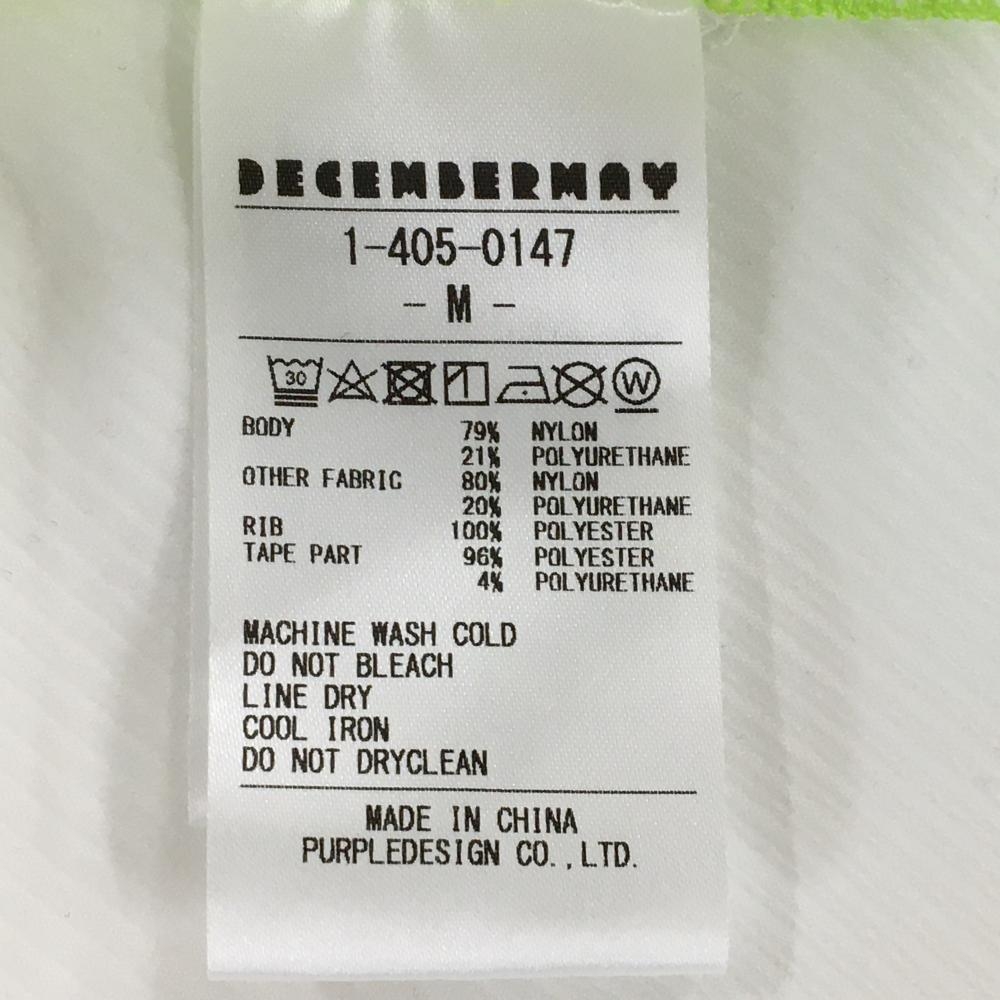 DECEMBERMAY
1-405-0147
- M -
30 W
BODY 79% NYLON
21% POLYURETHANE
OTHER FABRIC 80% NYLON
20% POLYURETHANE
RIB 100% POLYESTER
TAPE PART 96% POLYESTER
4% POLYURETHANE
MACHINE WASH COLD
DO NOT BLEACH
LINE DRY
COOL IRON
DO NOT DRYCLEAN
MADE IN CHINA
PURPLEDESIGN CO.,LTD.